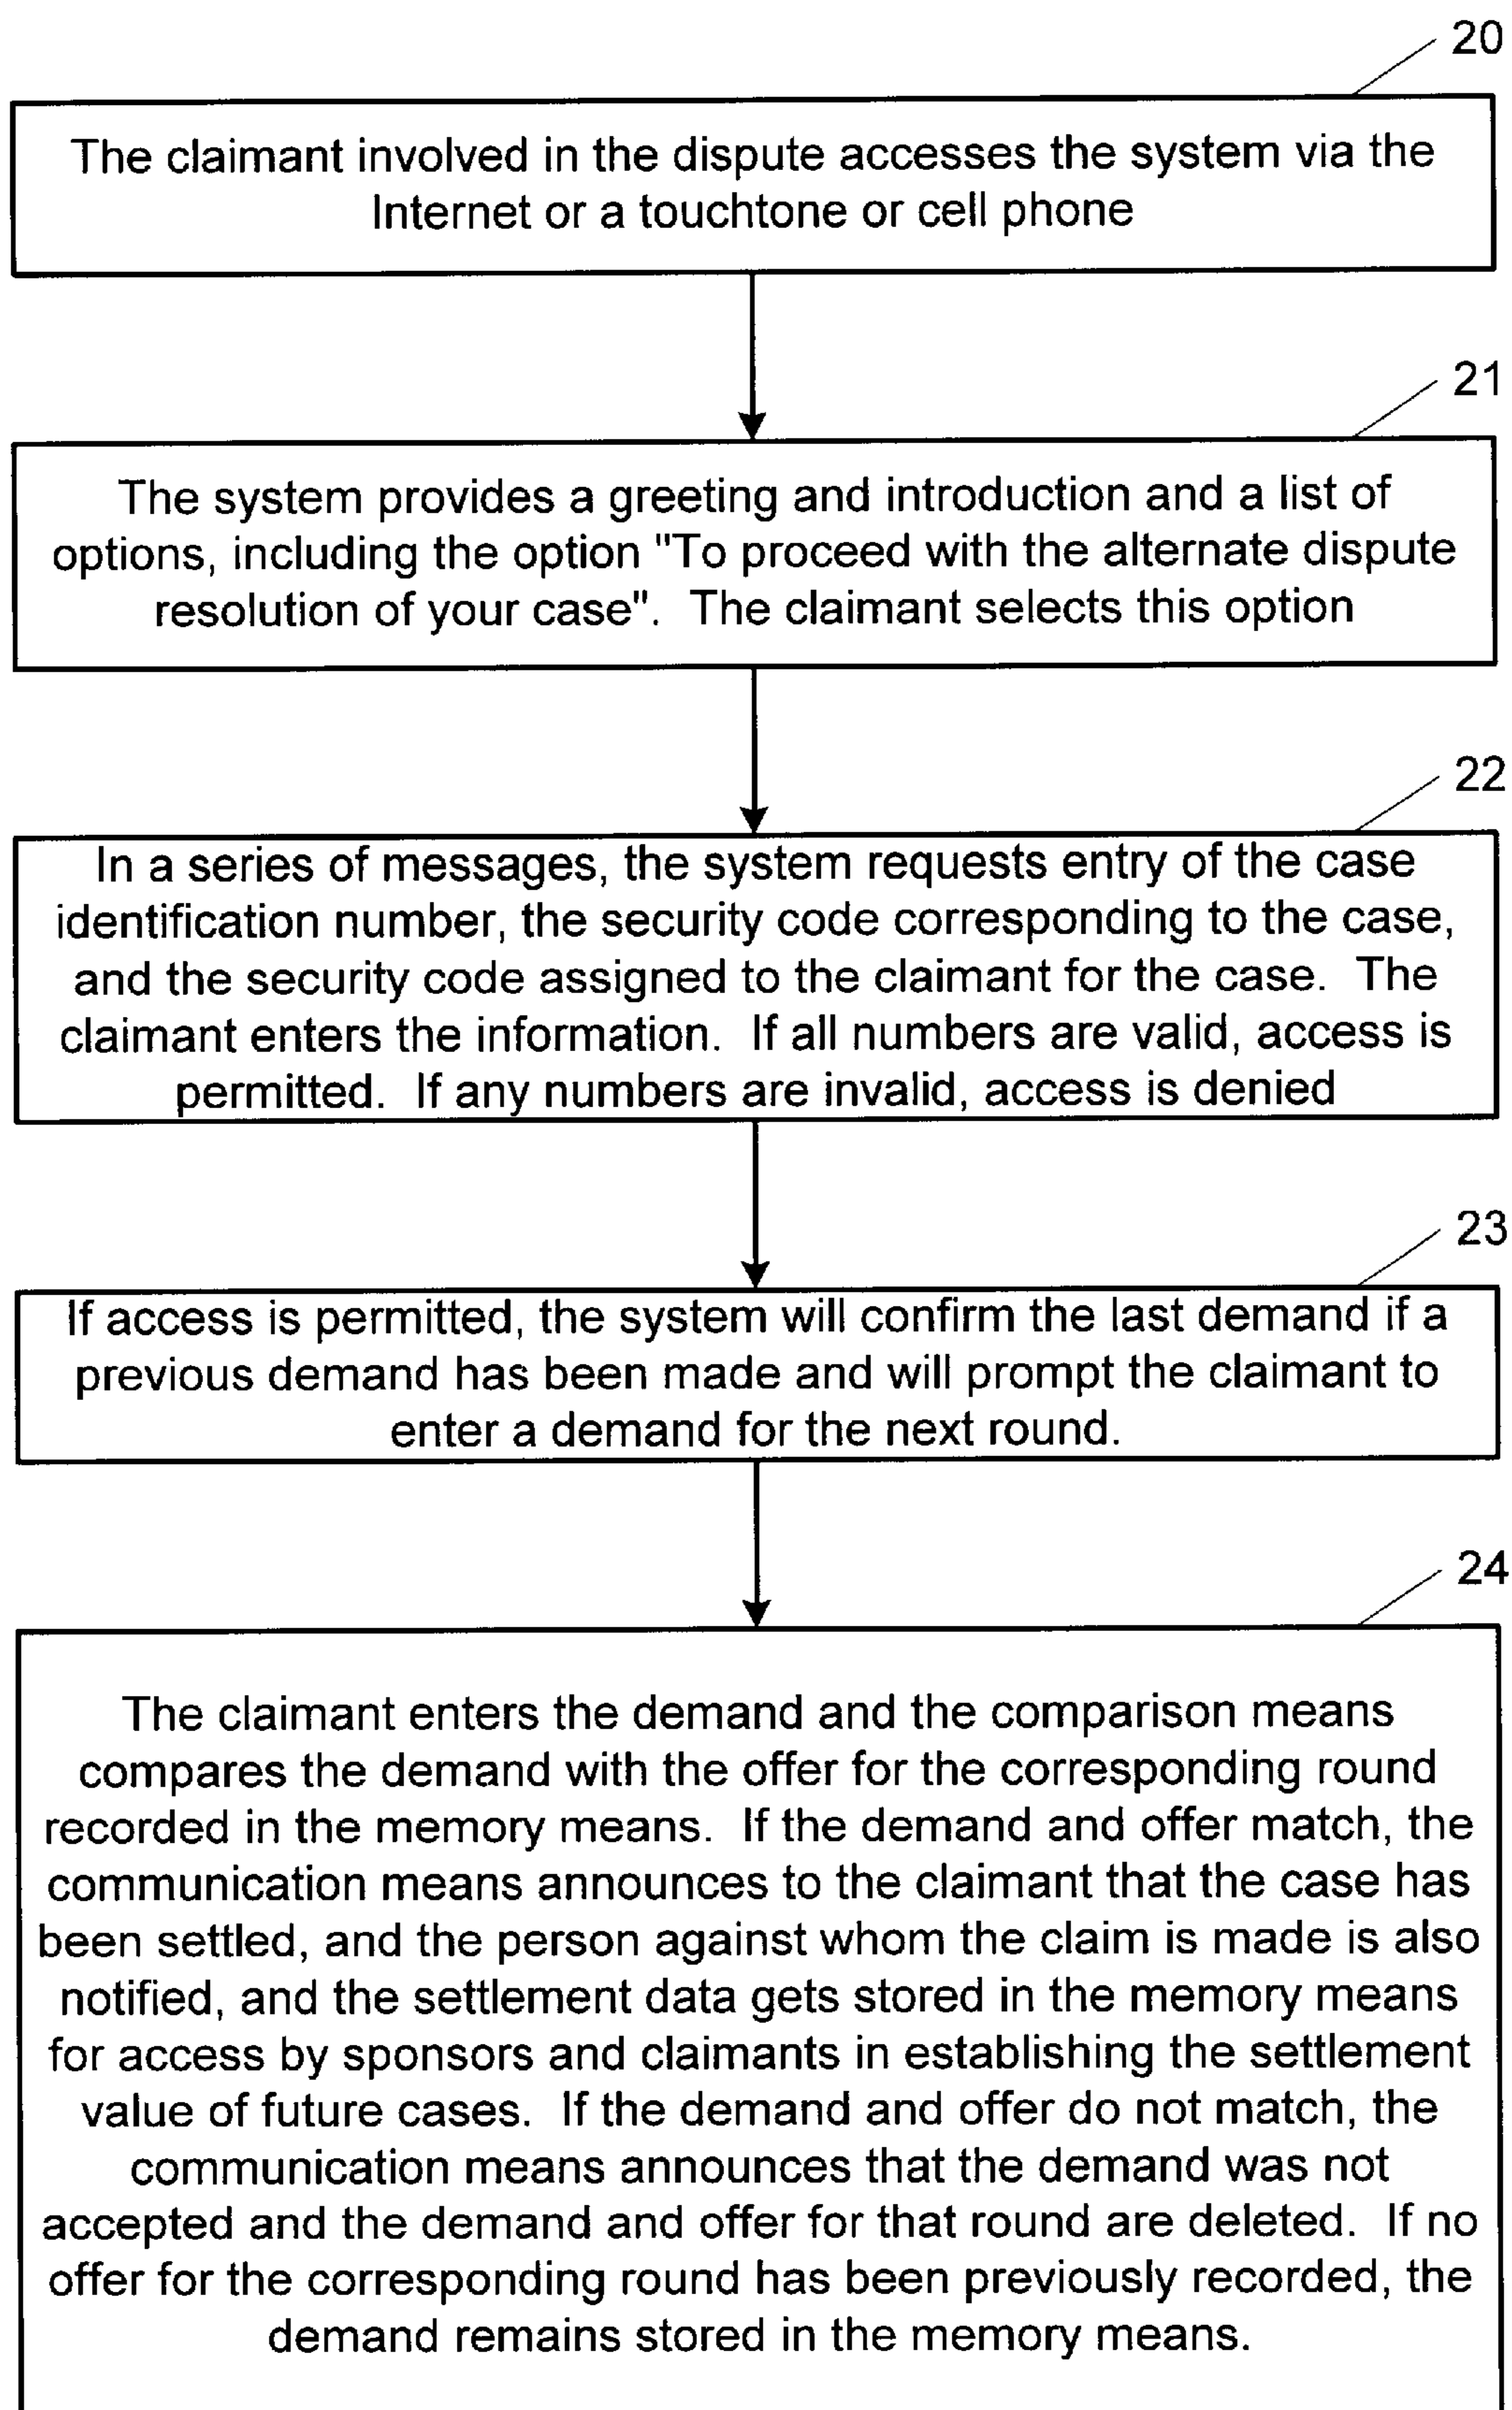 20
The claimant involved in the dispute accesses the system via the
Internet or a touchtone or cell phone
21
The system provides a greeting and introduction and a list of
options, including the option "To proceed with the alternate dispute
resolution of your case". The claimant selects this option
22
In a series of messages, the system requests entry of the case
identification number, the security code corresponding to the case,
and the security code assigned to the claimant for the case. The
claimant enters the information. If all numbers are valid, access is
permitted. If any numbers are invalid, access is denied
23
If access is permitted, the system will confirm the last demand if a
previous demand has been made and will prompt the claimant to
enter a demand for the next round.
24
The claimant enters the demand and the comparison means
compares the demand with the offer for the corresponding round
recorded in the memory means. If the demand and offer match, the
communication means announces to the claimant that the case has
been settled, and the person against whom the claim is made is also
notified, and the settlement data gets stored in the memory means
for access by sponsors and claimants in establishing the settlement
value of future cases. If the demand and offer do not match, the
communication means announces that the demand was not
accepted and the demand and offer for that round are deleted. If no
offer for the corresponding round has been previously recorded, the
demand remains stored in the memory means.